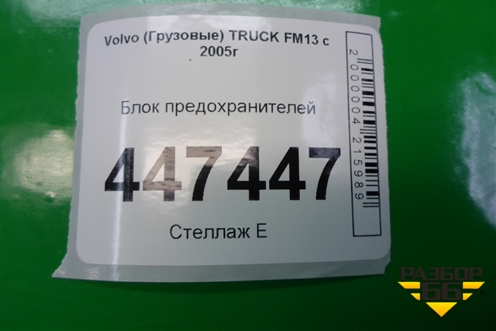 Volvo (Грузовые) TRUCK FM13 с
2005г
Блок предохранителей
447447
Стеллаж Е
2000004215989
РАЗБОР
66